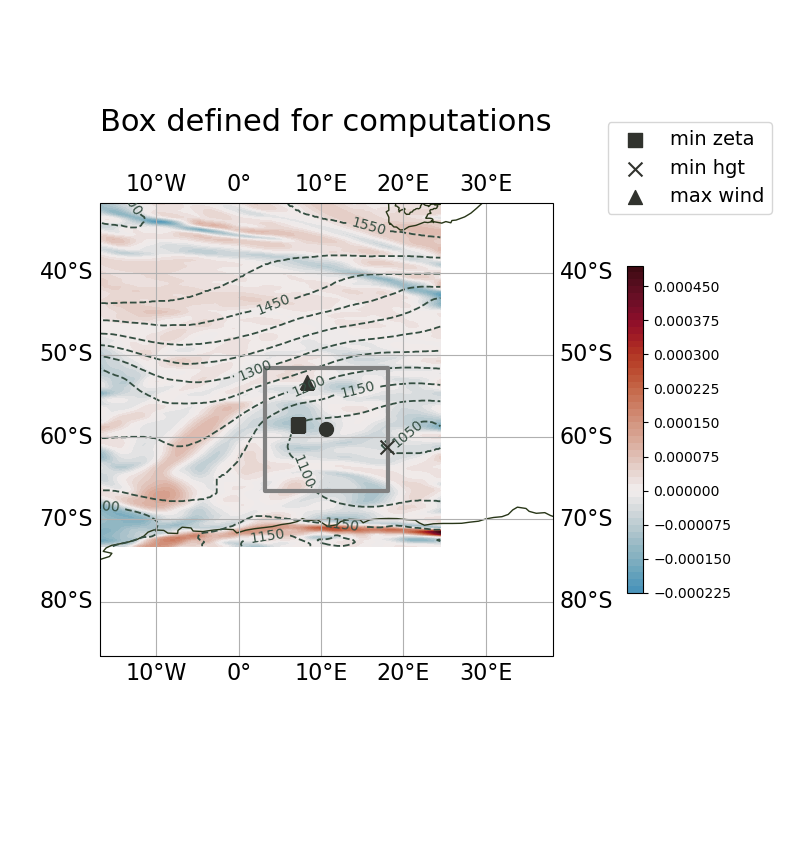 Box defined for computations
min zeta
min hgt
max wind
10°W 0° 10°E 20°E 30°E
1550
40°S 40°S
1450
50°S 50°S
1300
1150
60°S 60°S
1050
1100
70°S 70°S
1150
1150
80°S 80°S
10°W 0° 10°E 20°E 30°E
0.000450
0.000375
0.000300
0.000225
0.000150
0.000075
0.000000
−0.000075
−0.000150
−0.000225